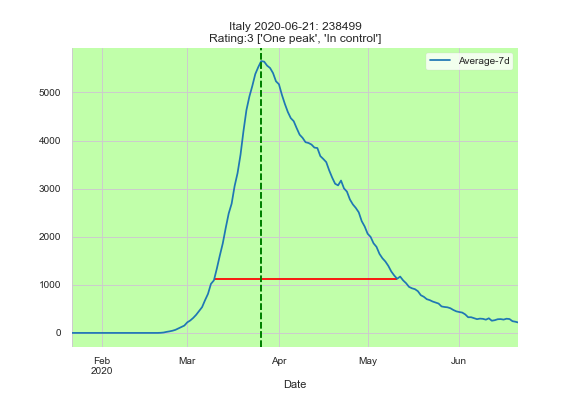 Italy 2020-06-21: 238499
Rating:3 ['One peak', 'In control']
Average-7d
5000
4000
3000
2000
1000
0
Feb
2020
Mar
Apr
May
Jun
Date